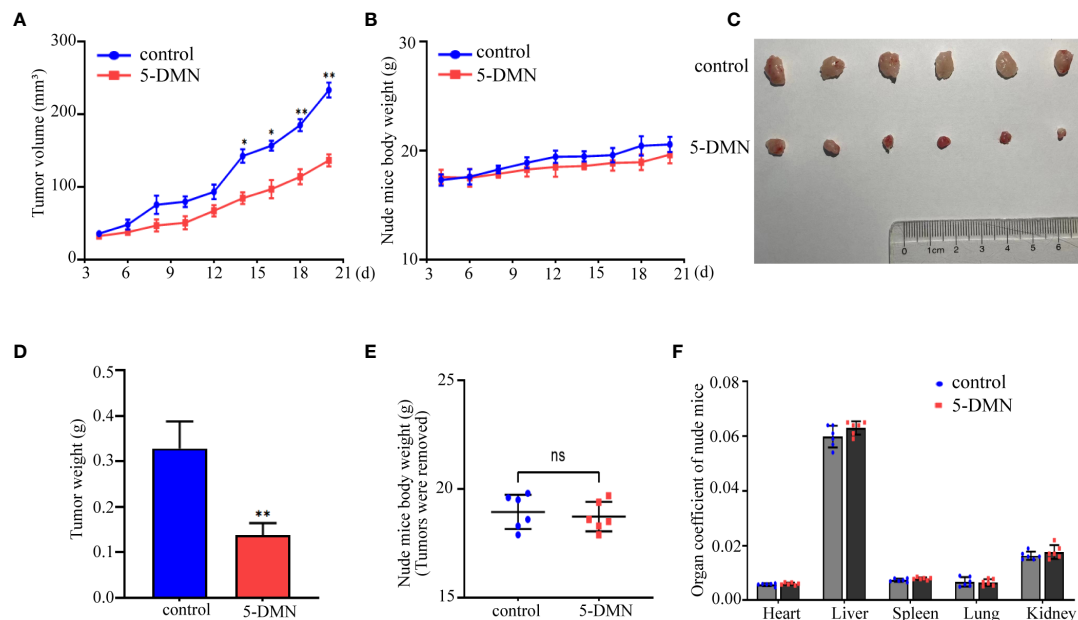 A
Tumor volume (mm³)
300
200
100
0
3 6 9 12 15 18 21 (d)
control
5-DMN
* * ** **
B
Nude mice body weight (g)
30
20
10
3 6 9 12 15 18 21 (d)
control
5-DMN
C
control
5-DMN
0 1cm 2 3 4 5 6
D
Tumor weight (g)
0.5
0.4
0.3
0.2
0.1
0.0
**
control 5-DMN
E
Nude mice body weight (g)
(Tumors were removed)
25
20
15
ns
control 5-DMN
F
Organ coefficient of nude mice
0.08
0.06
0.04
0.02
0.00
control
5-DMN
Heart Liver Spleen Lung Kidney